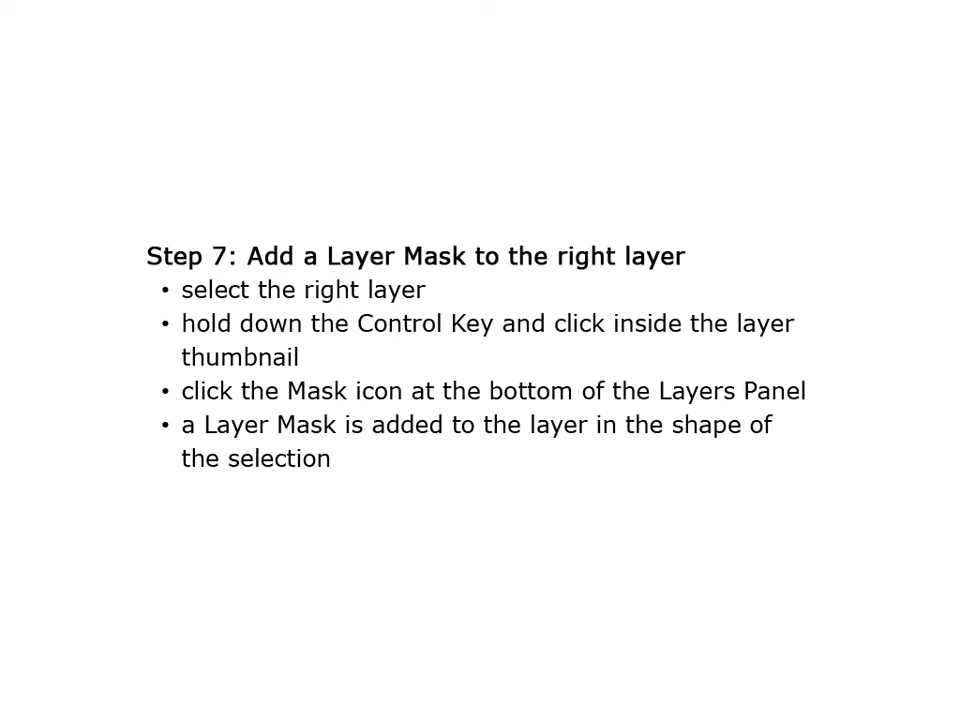 Step 7: Add a Layer Mask to the right layer
• select the right layer
• hold down the Control Key and click inside the layer
thumbnail
• click the Mask icon at the bottom of the Layers Panel
• a Layer Mask is added to the layer in the shape of
the selection